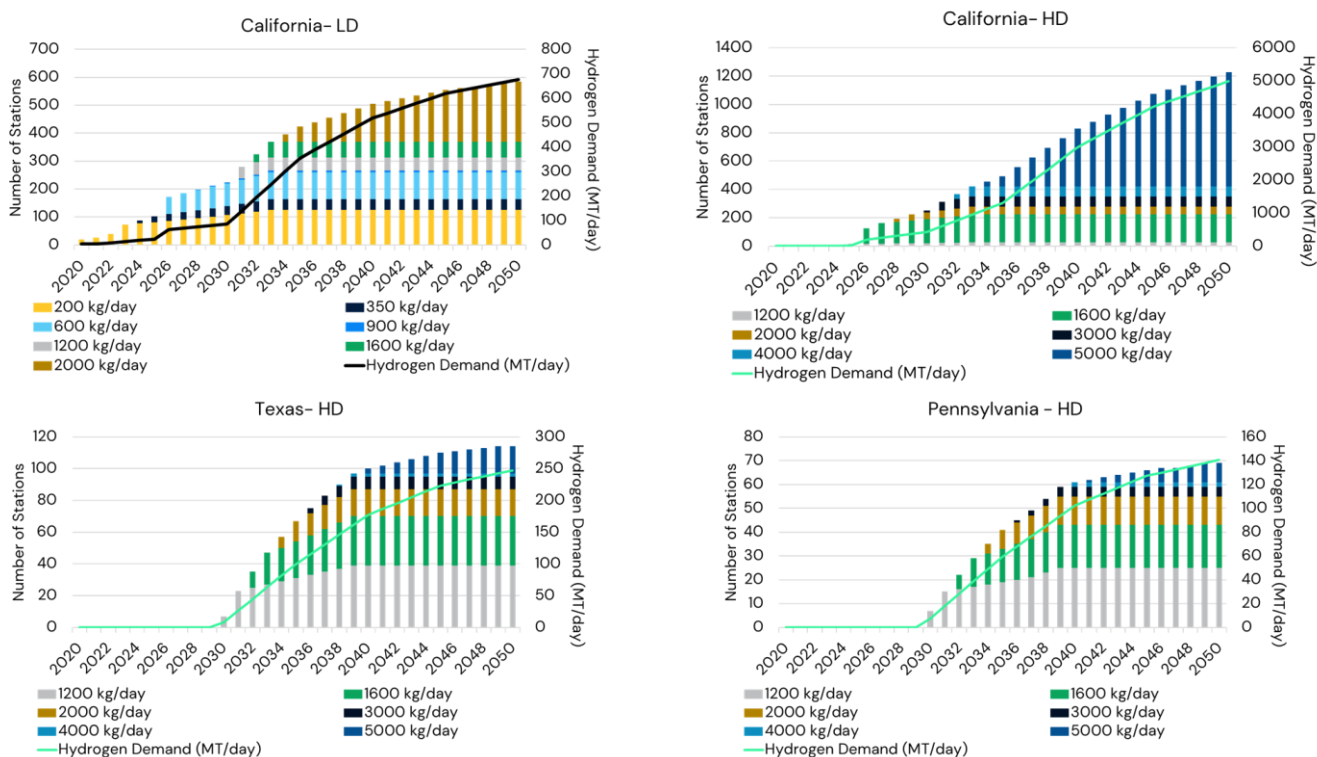 California– LD
700
600
500
400
300
200
100
0
Number of Stations
800
700
600
500
400
300
200
100
0
Hydrogen Demand (MT/day)
2020 2022 2024 2026 2028 2030 2032 2034 2036 2038 2040 2042 2044 2046 2048 2050
200 kg/day 350 kg/day
600 kg/day 900 kg/day
1200 kg/day 1600 kg/day
2000 kg/day Hydrogen Demand (MT/day)
California– HD
1400
1200
1000
800
600
400
200
0
Number of Stations
6000
5000
4000
3000
2000
1000
0
Hydrogen Demand (MT/day)
2020 2022 2024 2026 2028 2030 2032 2034 2036 2038 2040 2042 2044 2046 2048 2050
1200 kg/day 1600 kg/day
2000 kg/day 3000 kg/day
4000 kg/day 5000 kg/day
Hydrogen Demand (MT/day)
Texas– HD
120
100
80
60
40
20
0
Number of Stations
300
250
200
150
100
50
0
Hydrogen Demand (MT/day)
2020 2022 2024 2026 2028 2030 2032 2034 2036 2038 2040 2042 2044 2046 2048 2050
1200 kg/day 1600 kg/day
2000 kg/day 3000 kg/day
4000 kg/day 5000 kg/day
Hydrogen Demand (MT/day)
Pennsylvania – HD
80
70
60
50
40
30
20
10
0
Number of Stations
160
140
120
100
80
60
40
20
0
Hydrogen Demand (MT/day)
2020 2022 2024 2026 2028 2030 2032 2034 2036 2038 2040 2042 2044 2046 2048 2050
1200 kg/day 1600 kg/day
2000 kg/day 3000 kg/day
4000 kg/day 5000 kg/day
Hydrogen Demand (MT/day)